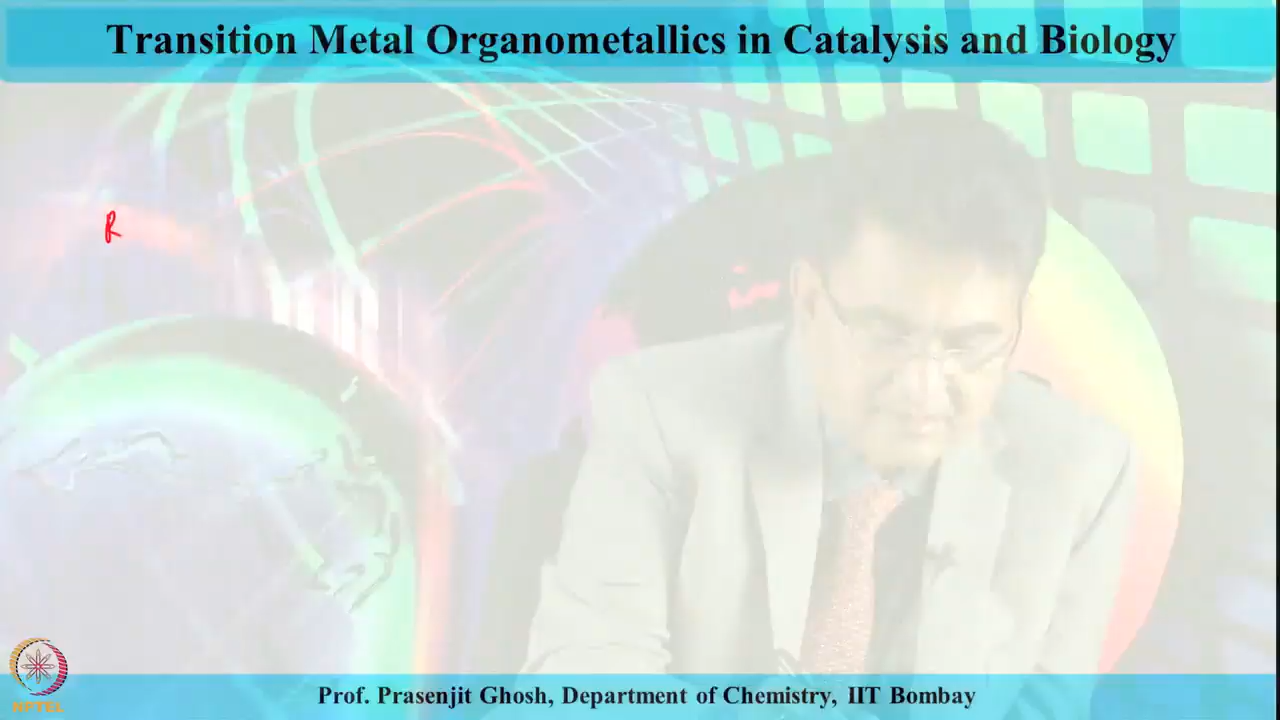 Transition Metal Organometallics in Catalysis and Biology
R
NPTEL
Prof. Prasenjit Ghosh, Department of Chemistry, IIT Bombay